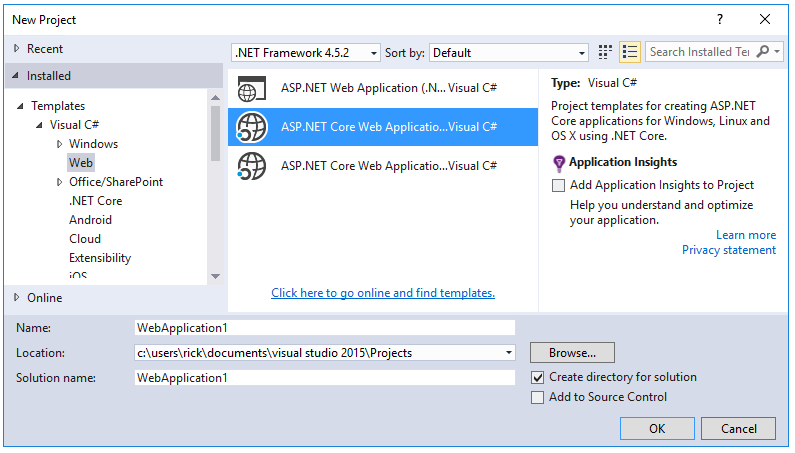 New Project
?
Recent
.NET Framework 4.5.2
Sort by:
Default
Search Installed Te
Installed
Templates
Visual C#
Windows
Web
Office/SharePoint
.NET Core
Android
Cloud
Extensibility
iOS
Online
ASP.NET Web Application (.N... Visual C#
ASP.NET Core Web Applicatio...Visual C#
ASP.NET Core Web Applicatio...Visual C#
Click here to go online and find templates.
Type: Visual C#
Project templates for creating ASP.NET
Core applications for Windows, Linux and
OS X using .NET Core.
Application Insights
Add Application Insights to Project
Help you understand and optimize
your application.
Learn more
Privacy statement
Name:
WebApplication1
Location:
c:\users\rick\documents\visual studio 2015\Projects
Browse...
Solution name:
WebApplication1
Create directory for solution
Add to Source Control
OK
Cancel